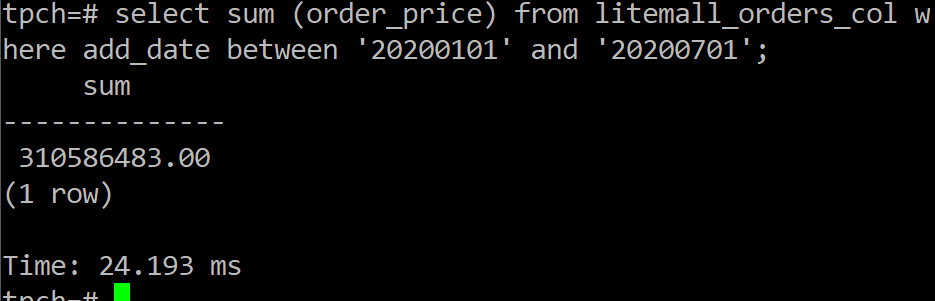 tpch=# select sum (order_price) from litemall_orders_col w
here add_date between '20200101' and '20200701';
     sum
--------------
 310586483.00
(1 row)

Time: 24.193 ms
tpch=#